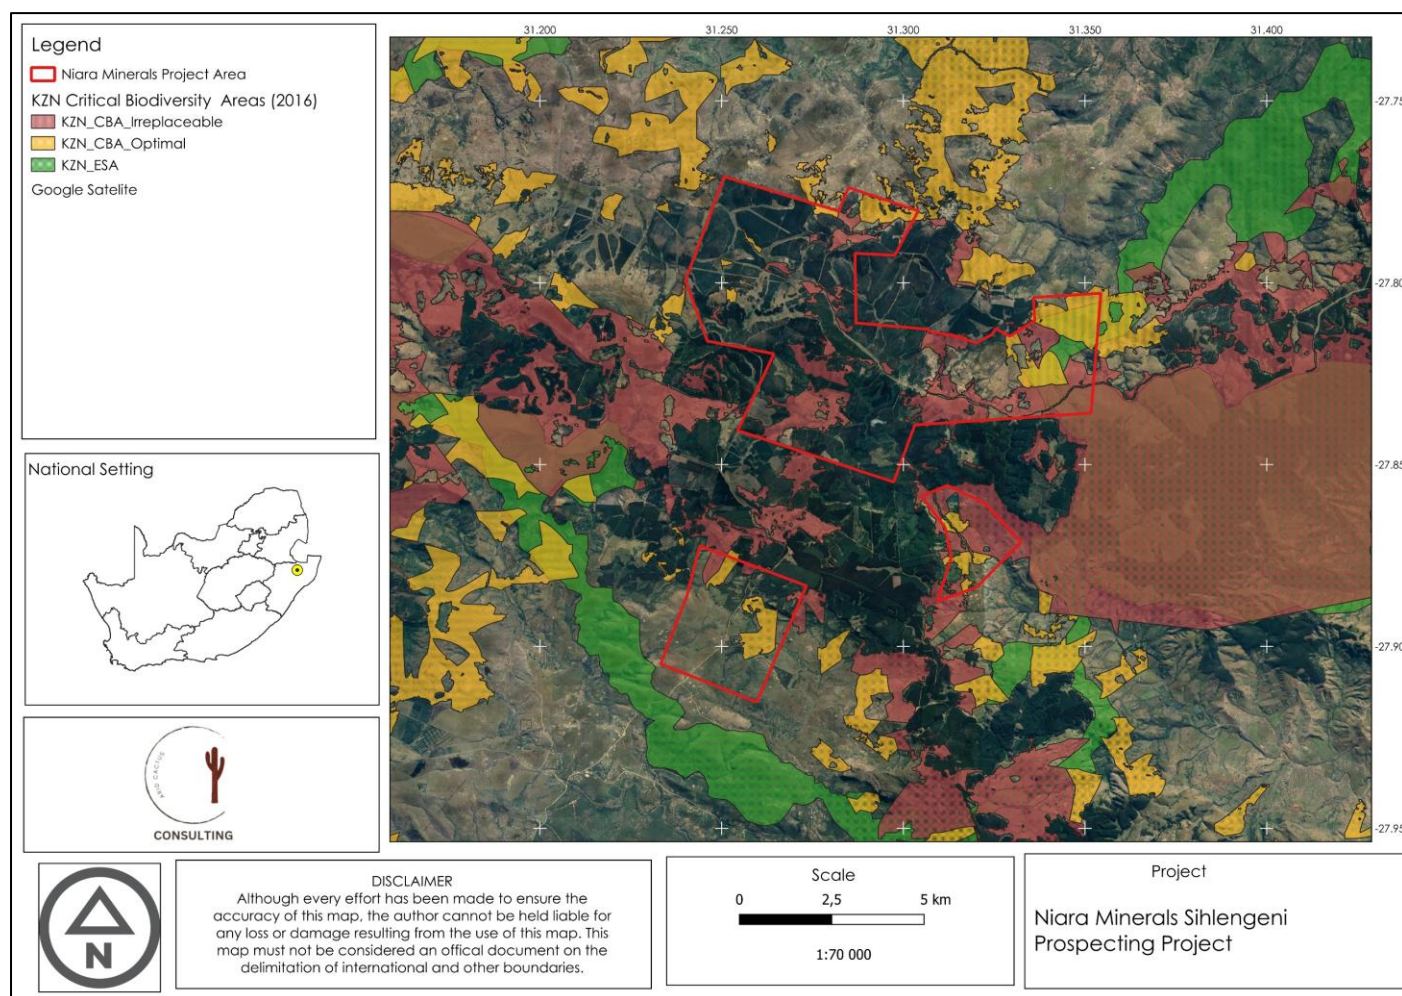 Legend
Niara Minerals Project Area
KZN Critical Biodiversity Areas (2016)
KZN_CBA_Irreplaceable
KZN_CBA_Optimal
KZN_ESA
Google Satelite
National Setting
ARID CACTUS
CONSULTING
31.200
31.250
31.300
31.350
31.400
-27.75
-27.80
-27.85
-27.90
-27.95
N
DISCLAIMER
Although every effort has been made to ensure the
accuracy of this map, the author cannot be held liable for
any loss or damage resulting from the use of this map. This
map must not be considered an offical document on the
delimitation of international and other boundaries.
Scale
0 2,5 5 km
1:70 000
Project
Niara Minerals Sihlengeni
Prospecting Project